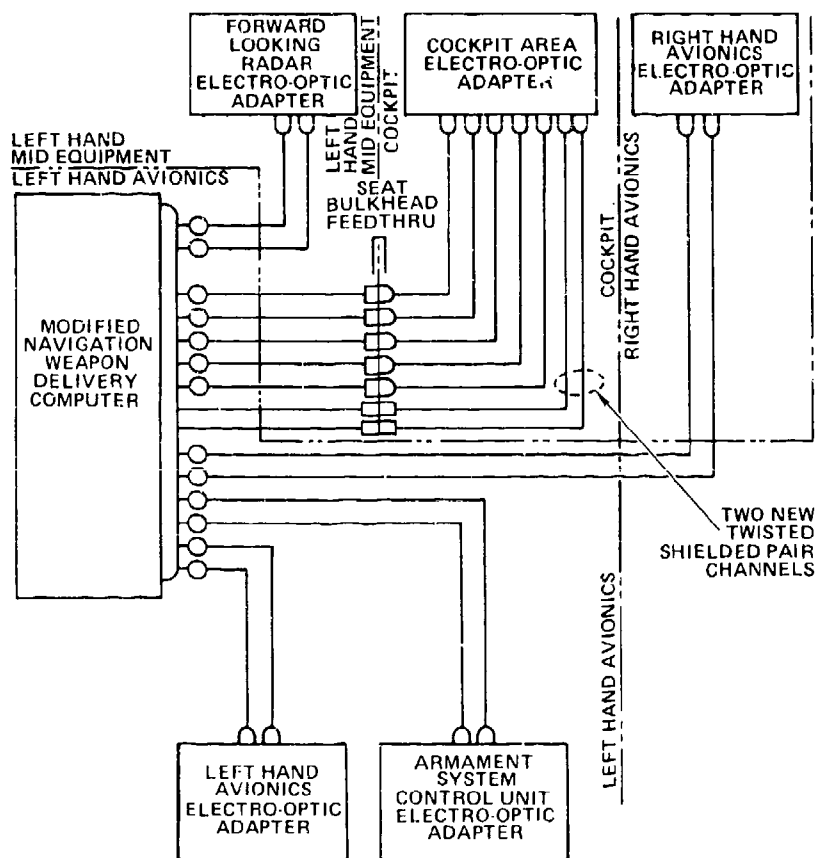 FORWARD
LOOKING
RADAR
ELECTRO-OPTIC
ADAPTER
LEFT HAND
MID EQUIPMENT
COCKPIT
COCKPIT AREA
ELECTRO-OPTIC
ADAPTER
RIGHT HAND
AVIONICS
ELECTRO-OPTIC
ADAPTER
LEFT HAND
MID EQUIPMENT
LEFT HAND AVIONICS
SEAT
BULKHEAD
FEEDTHRU
COCKPIT
RIGHT HAND AVIONICS
MODIFIED
NAVIGATION
WEAPON
DELIVERY
COMPUTER
TWO NEW
TWISTED
SHIELDED PAIR
CHANNELS
LEFT HAND AVIONICS
LEFT HAND
AVIONICS
ELECTRO-OPTIC
ADAPTER
ARMAMENT
SYSTEM
CONTROL UNIT
ELECTRO-OPTIC
ADAPTER